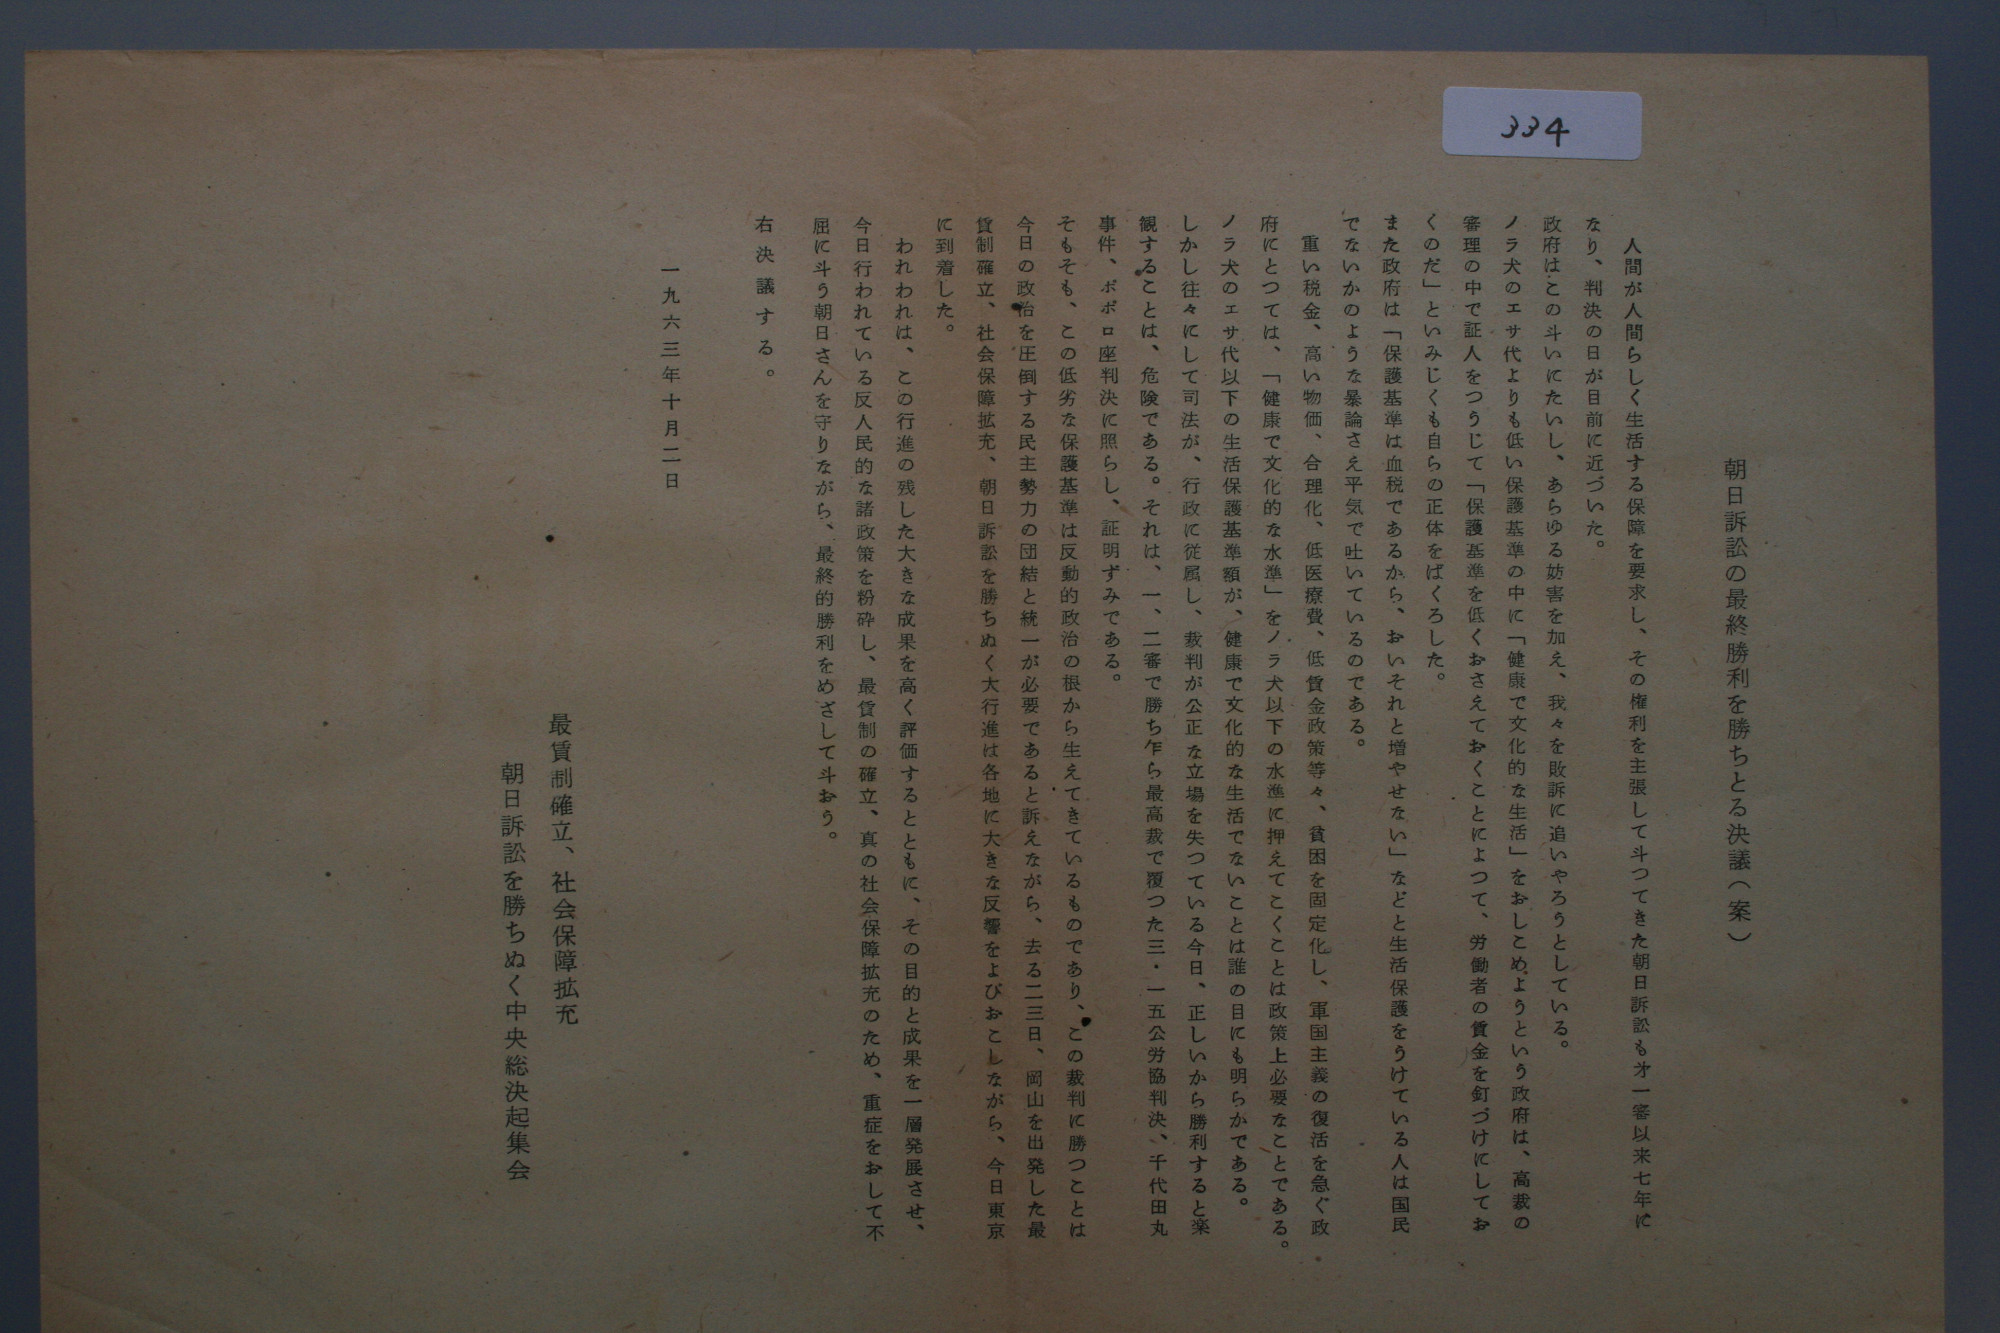 334
朝日訴訟の最終勝利を勝ちとる決議（案）
人間が人間らしく生活する保障を要求し、その権利を主張して斗つてきた朝日訴訟も才一審以来七年に
なり、判決の日が目前に近づいた。
政府はこの斗いにたいし、あらゆる妨害を加え、我々を敗訴に追いやろうとしている。
ノラ犬のエサ代よりも低い保護基準の中に「健康で文化的な生活」をおしこめようという政府は、高裁の
審理の中で証人をつうじて「保護基準を低くおさえておくことによつて、労働者の賃金を釘づけにしてお
くのだ」といみじくも自らの正体をばくろした。
また政府は「保護基準は血税であるから、おいそれと増やせない」などと生活保護をうけている人は国民
でないかのような暴論さえ平気で吐いているのである。
重い税金、高い物価、合理化、低医療費、低賃金政策等々、貧困を固定化し、軍国主義の復活を急ぐ政
府にとつては、「健康で文化的な水準」をノラ犬以下の水準に押えてこくことは政策上必要なことである。
ノラ犬のエサ代以下の生活保護基準額が、健康で文化的な生活でないことは誰の目にも明らかである。
しかし往々にして司法が、行政に従属し、裁判が公正な立場を失つている今日、正しいから勝利すると楽
観することは、危険である。それは、一、二審で勝ち乍ら最高裁で覆つた三・一五公労協判決、千代田丸
事件、ポポロ座判決に照らし、証明ずみである。
そもそも、この低劣な保護基準は反動的政治の根から生えてきているものであり、この裁判に勝つことは
今日の政治を圧倒する民主勢力の団結と統一が必要であると訴えながら、去る二三日、岡山を出発した最
賃制確立、社会保障拡充、朝日訴訟を勝ちぬく大行進は各地に大きな反響をよびおこしながら、今日東京
に到着した。
われわれは、この行進の残した大きな成果を高く評価するとともに、その目的と成果を一層発展させ、
今日行われている反人民的な諸政策を粉砕し、最賃制の確立、真の社会保障拡充のため、重症をおして不
屈に斗う朝日さんを守りながら、最終的勝利をめざして斗おう。
右決議する。
一九六三年十月二日
最賃制確立、社会保障拡充
朝日訴訟を勝ちぬく中央総決起集会